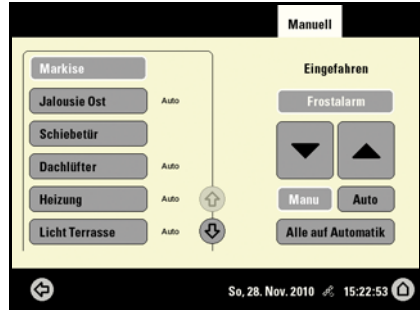 Manuell
Markise
Jalousie Ost Auto
Schiebetür
Dachlüfter Auto
Heizung Auto
Licht Terrasse Auto
Eingefahren
Frostalarm
Manu Auto
Alle auf Automatik
So, 28. Nov. 2010 15:22:53